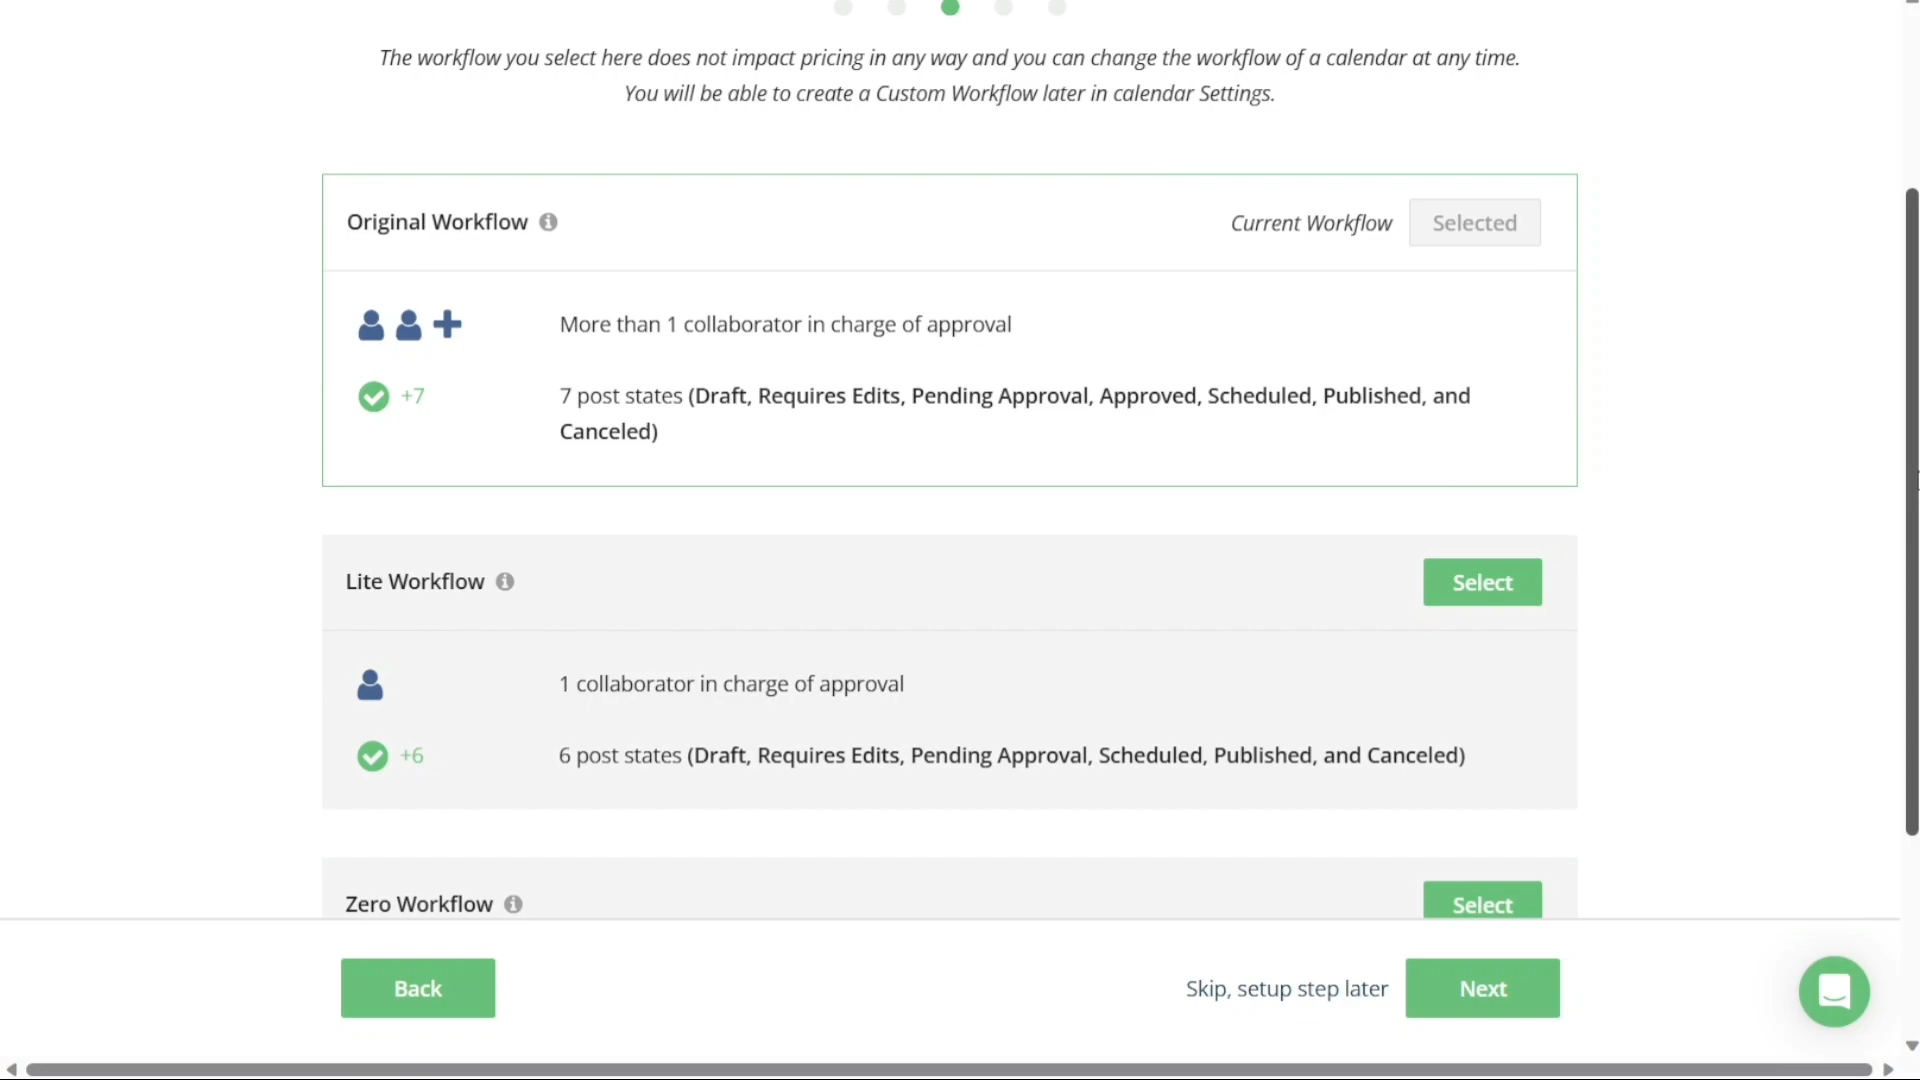 The workflow you select here does not impact pricing in any way and you can change the workflow of a calendar at any time.
You will be able to create a Custom Workflow later in calendar Settings.
Original Workflow
Current Workflow
Selected
More than 1 collaborator in charge of approval
+7
7 post states (Draft, Requires Edits, Pending Approval, Approved, Scheduled, Published, and
Canceled)
Lite Workflow
Select
1 collaborator in charge of approval
+6
6 post states (Draft, Requires Edits, Pending Approval, Scheduled, Published, and Canceled)
Zero Workflow
Select
Back
Skip, setup step later
Next